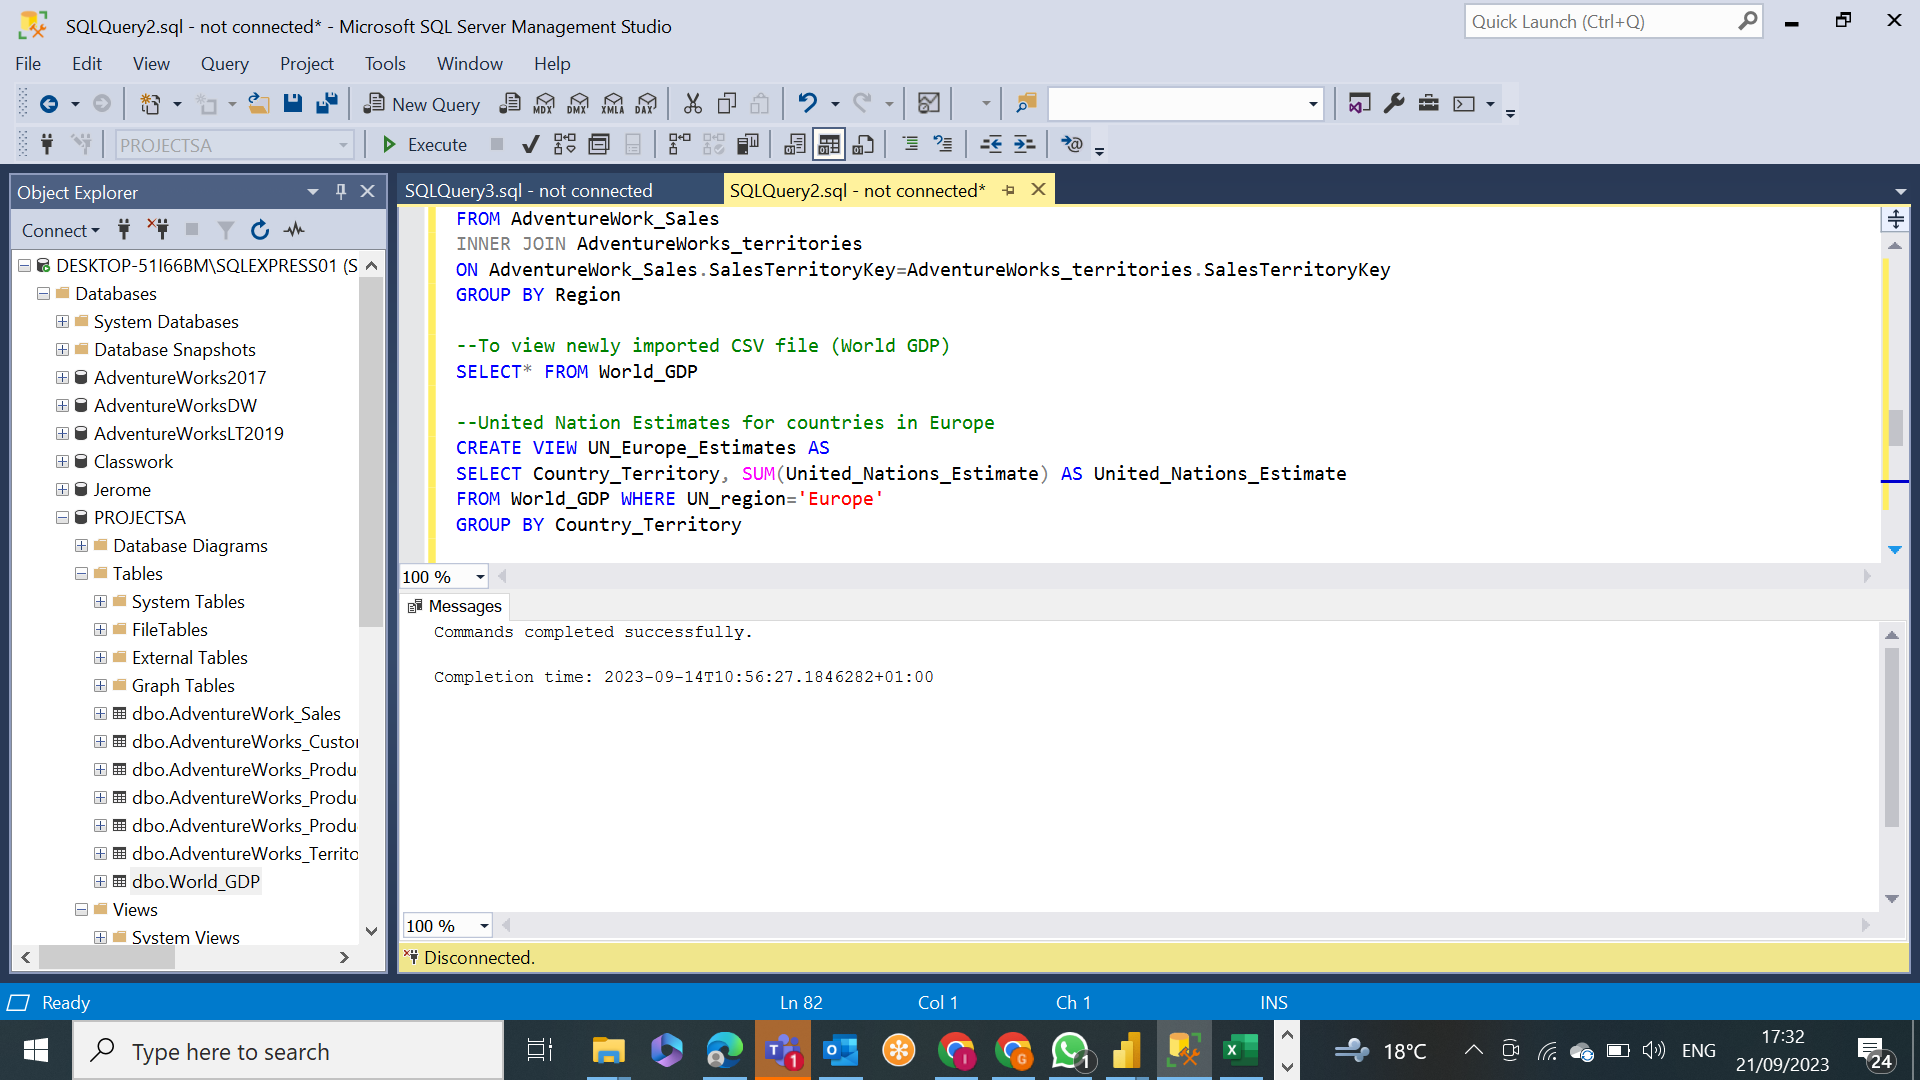 SQLQuery2.sql - not connected* - Microsoft SQL Server Management Studio
Quick Launch (Ctrl+Q)
File Edit View Query Project Tools Window Help
New Query MDX DMX XMLA DAX
PROJECTSA Execute
Object Explorer
Connect
DESKTOP-51I66BM\SQLEXPRESS01 (S
Databases
System Databases
Database Snapshots
AdventureWorks2017
AdventureWorksDW
AdventureWorksLT2019
Classwork
Jerome
PROJECTSA
Database Diagrams
Tables
System Tables
FileTables
External Tables
Graph Tables
dbo.AdventureWork_Sales
dbo.AdventureWorks_Custor
dbo.AdventureWorks_Produ
dbo.AdventureWorks_Produ
dbo.AdventureWorks_Produ
dbo.AdventureWorks_Territo
dbo.World_GDP
Views
System Views
SQLQuery3.sql - not connected
SQLQuery2.sql - not connected*
FROM AdventureWork_Sales
INNER JOIN AdventureWorks_territories
ON AdventureWork_Sales.SalesTerritoryKey=AdventureWorks_territories.SalesTerritoryKey
GROUP BY Region
--To view newly imported CSV file (World GDP)
SELECT* FROM World_GDP
--United Nation Estimates for countries in Europe
CREATE VIEW UN_Europe_Estimates AS
SELECT Country_Territory, SUM(United_Nations_Estimate) AS United_Nations_Estimate
FROM World_GDP WHERE UN_region='Europe'
GROUP BY Country_Territory
100 %
Messages
Commands completed successfully.
Completion time: 2023-09-14T10:56:27.1846282+01:00
100 %
Disconnected.
Ready Ln 82 Col 1 Ch 1 INS
Type here to search
1
1
18°C
ENG
17:32
21/09/2023
24